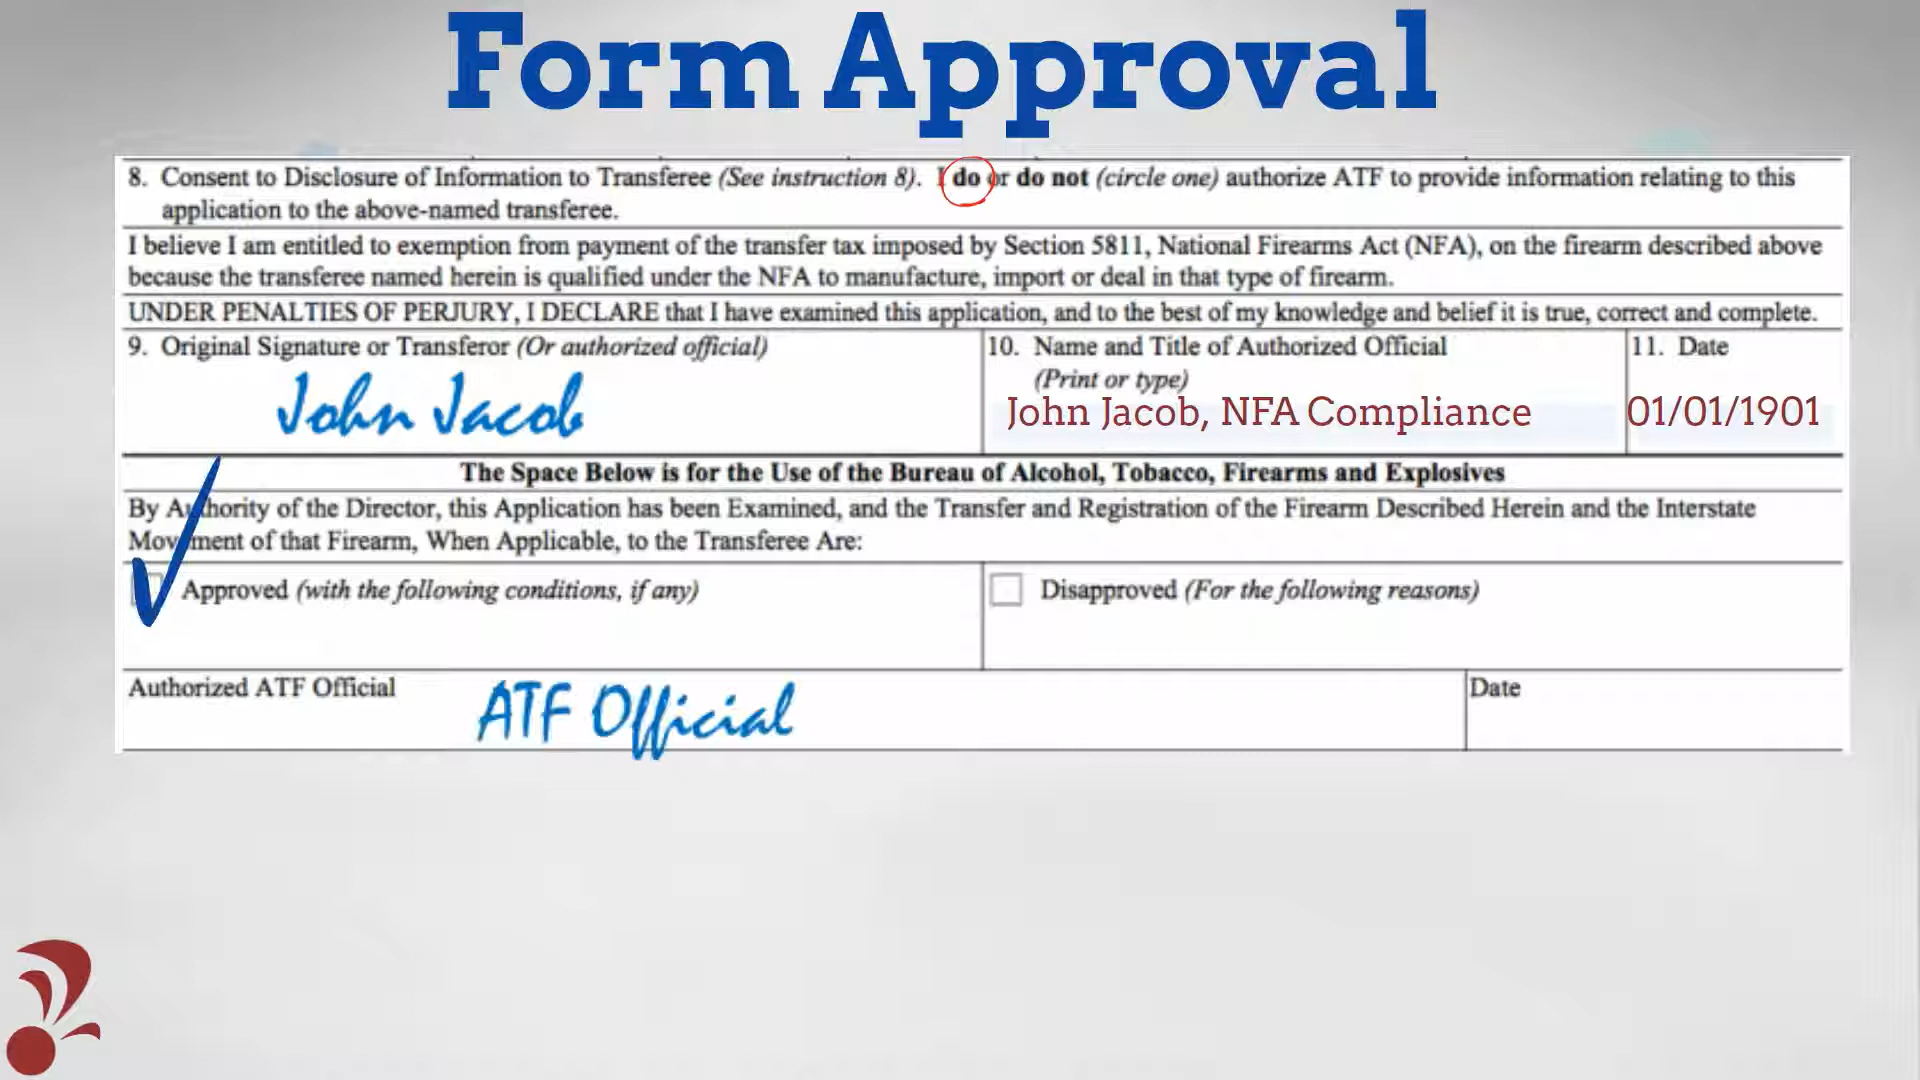 Form Approval
8. Consent to Disclosure of Information to Transferee (See instruction 8). I do or do not (circle one) authorize ATF to provide information relating to this
application to the above-named transferee.
I believe I am entitled to exemption from payment of the transfer tax imposed by Section 5811, National Firearms Act (NFA), on the firearm described above
because the transferee named herein is qualified under the NFA to manufacture, import or deal in that type of firearm.
UNDER PENALTIES OF PERJURY, I DECLARE that I have examined this application, and to the best of my knowledge and belief it is true, correct and complete.
9. Original Signature or Transferor (Or authorized official)
John Jacob
10. Name and Title of Authorized Official
(Print or type)
John Jacob, NFA Compliance
11. Date
01/01/1901
The Space Below is for the Use of the Bureau of Alcohol, Tobacco, Firearms and Explosives
By Authority of the Director, this Application has been Examined, and the Transfer and Registration of the Firearm Described Herein and the Interstate
Movement of that Firearm, When Applicable, to the Transferee Are:
Approved (with the following conditions, if any)
Disapproved (For the following reasons)
Authorized ATF Official
ATF Official
Date